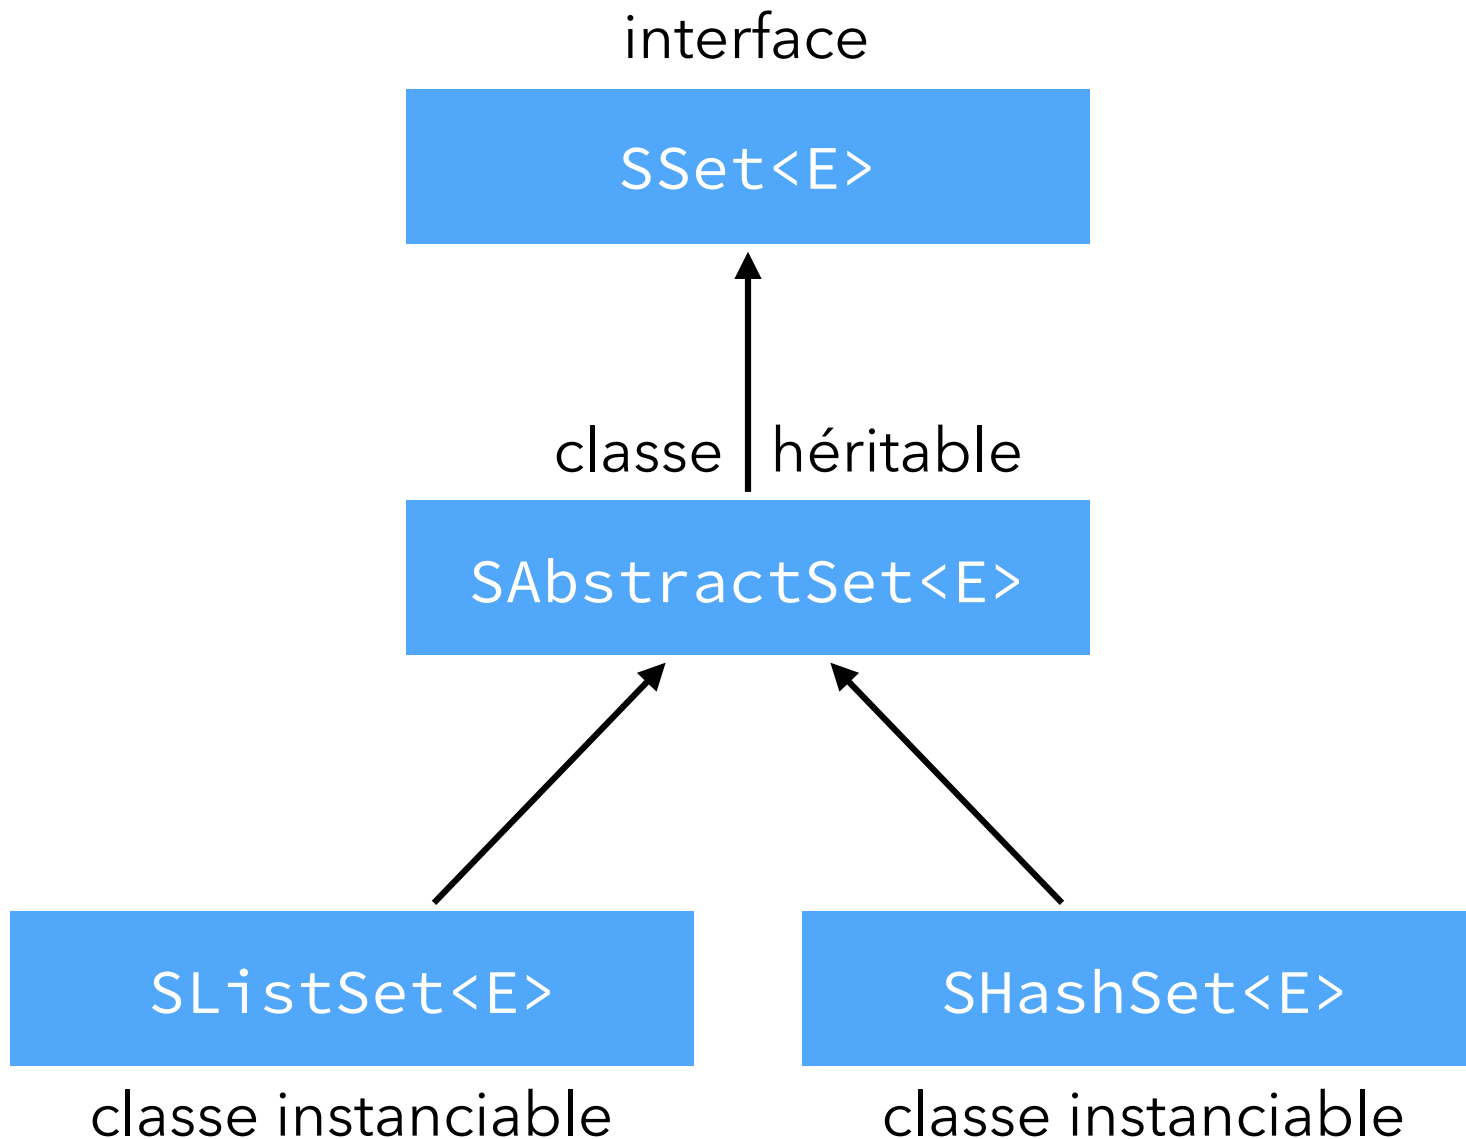 interface
SSet<E>
classe héritable
SAbstractSet<E>
SListSet<E>
SHashSet<E>
classe instanciable
classe instanciable